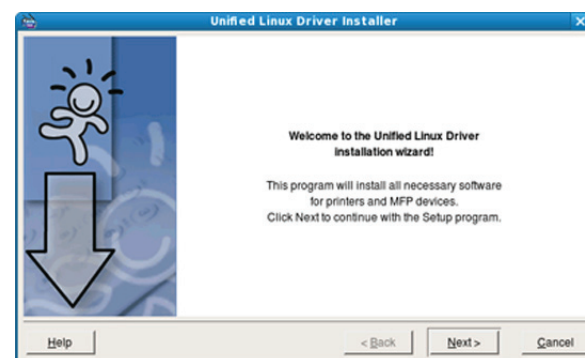 Unified Linux Driver Installer
Welcome to the Unified Linux Driver
installation wizard!
This program will install all necessary software
for printers and MFP devices.
Click Next to continue with the Setup program.
Help
< Back
Next >
Cancel